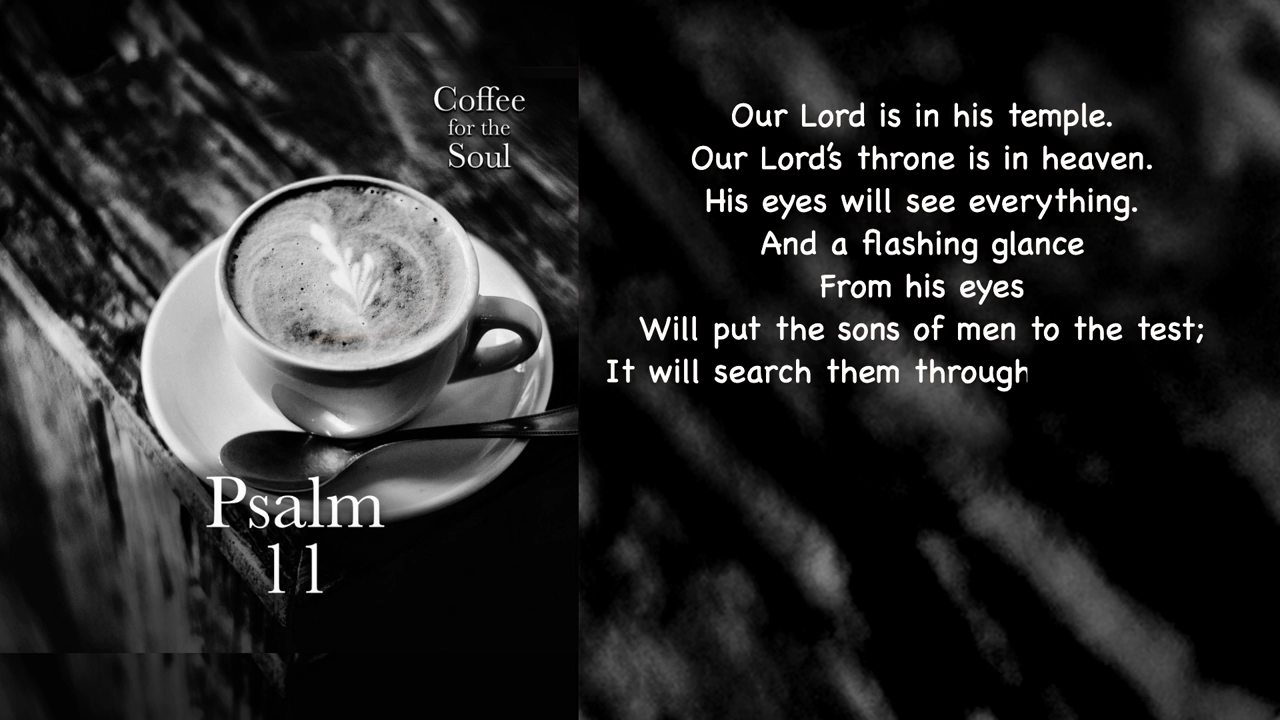 Coffee
for the
Soul
Psalm
11
Our Lord is in his temple.
Our Lord's throne is in heaven.
His eyes will see everything.
And a flashing glance
From his eyes
Will put the sons of men to the test;
It will search them through